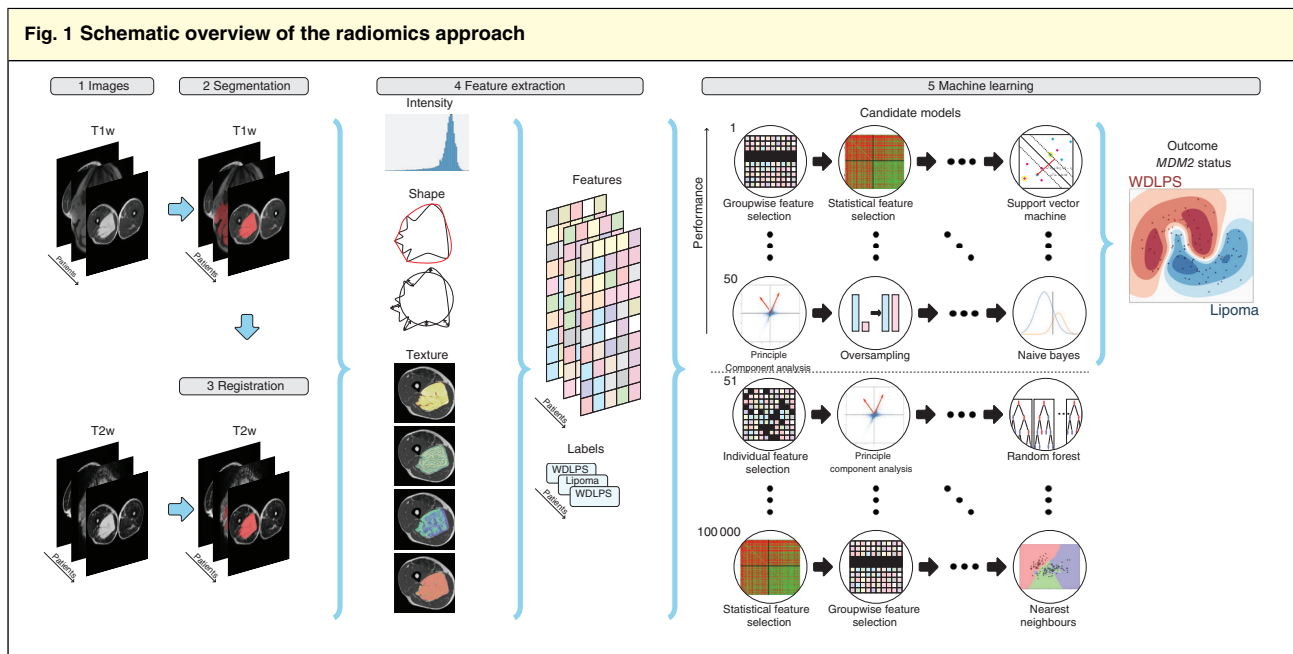 Fig. 1 Schematic overview of the radiomics approach
1 Images
2 Segmentation
T1w
T1w
Patients
Patients
3 Registration
T2w
T2w
Patients
Patients
4 Feature extraction
Intensity
Shape
Texture
Features
Patients
Labels
WDLPS
Lipoma
WDLPS
Patients
5 Machine learning
Candidate models
Performance
1
Groupwise feature
selection
Statistical feature
selection
Support vector
machine
50
Principle
Component analysis
Oversampling
Naive bayes
51
Individual feature
selection
Principle
component analysis
Random forest
100 000
Statistical feature
selection
Groupwise feature
selection
Nearest
neighbours
Outcome
MDM2 status
WDLPS
Lipoma